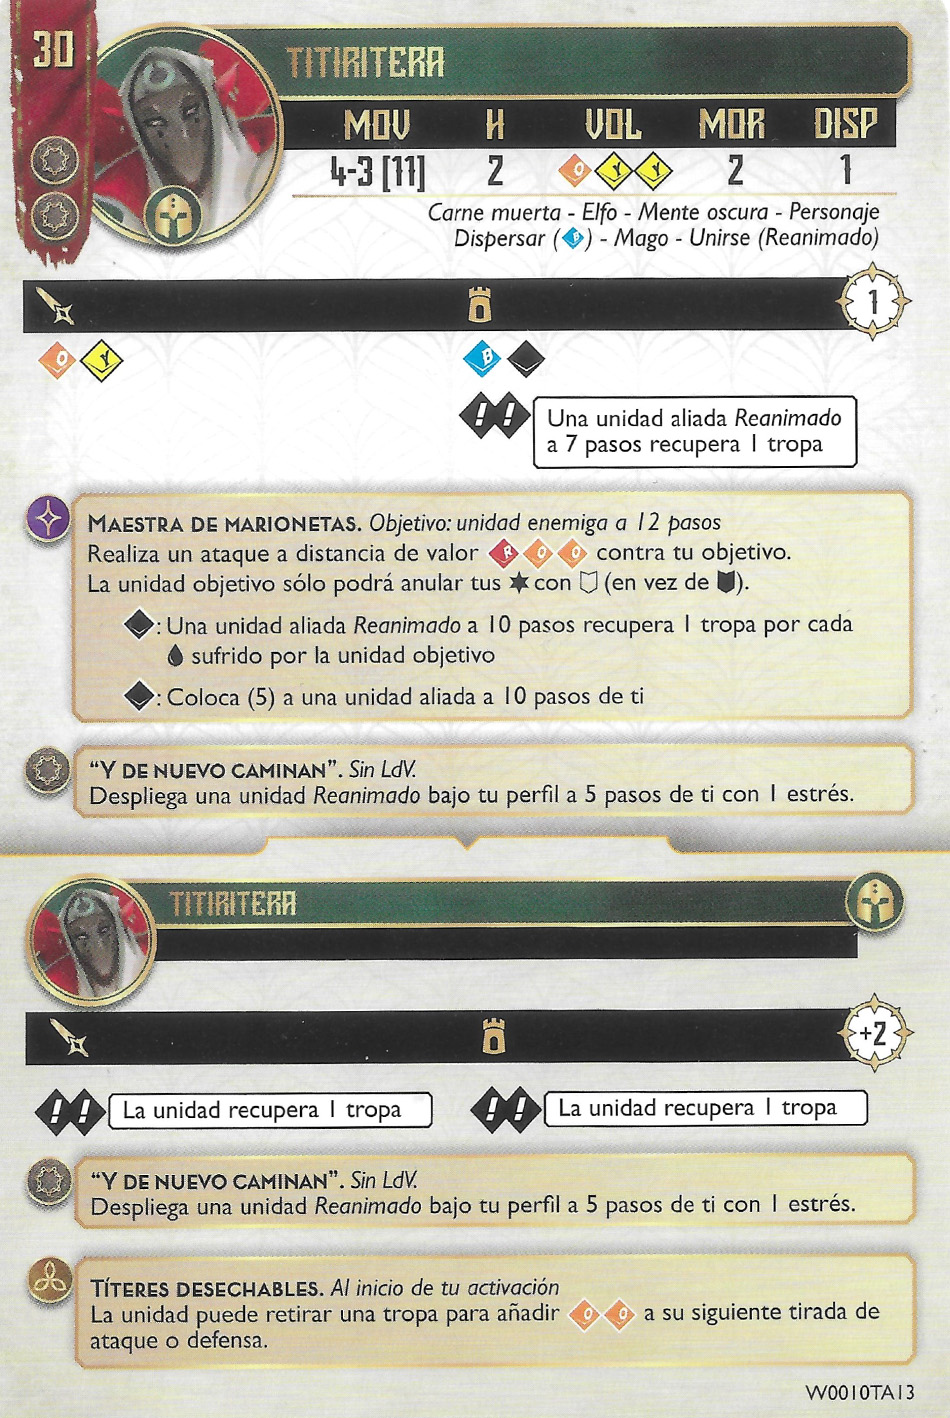 30
TITIRITERA
MOV H VOL MOR DISP
4-3 [11] 2 O Y Y 2 1
Carne muerta - Elfo - Mente oscura - Personaje
Dispersar (B) - Mago - Unirse (Reanimado)
1
O Y B
!! Una unidad aliada Reanimado
a 7 pasos recupera 1 tropa
MAESTRA DE MARIONETAS. Objetivo: unidad enemiga a 12 pasos
Realiza un ataque a distancia de valor R O O contra tu objetivo.
La unidad objetivo sólo podrá anular tus con (en vez de ).
: Una unidad aliada Reanimado a 10 pasos recupera 1 tropa por cada
sufrido por la unidad objetivo
: Coloca (5) a una unidad aliada a 10 pasos de ti
“Y DE NUEVO CAMINAN”. Sin LdV.
Despliega una unidad Reanimado bajo tu perfil a 5 pasos de ti con 1 estrés.
TITIRITERA
+2
!! La unidad recupera 1 tropa
!! La unidad recupera 1 tropa
“Y DE NUEVO CAMINAN”. Sin LdV.
Despliega una unidad Reanimado bajo tu perfil a 5 pasos de ti con 1 estrés.
TÍTERES DESECHABLES. Al inicio de tu activación
La unidad puede retirar una tropa para añadir O O a su siguiente tirada de
ataque o defensa.
W0010TA13